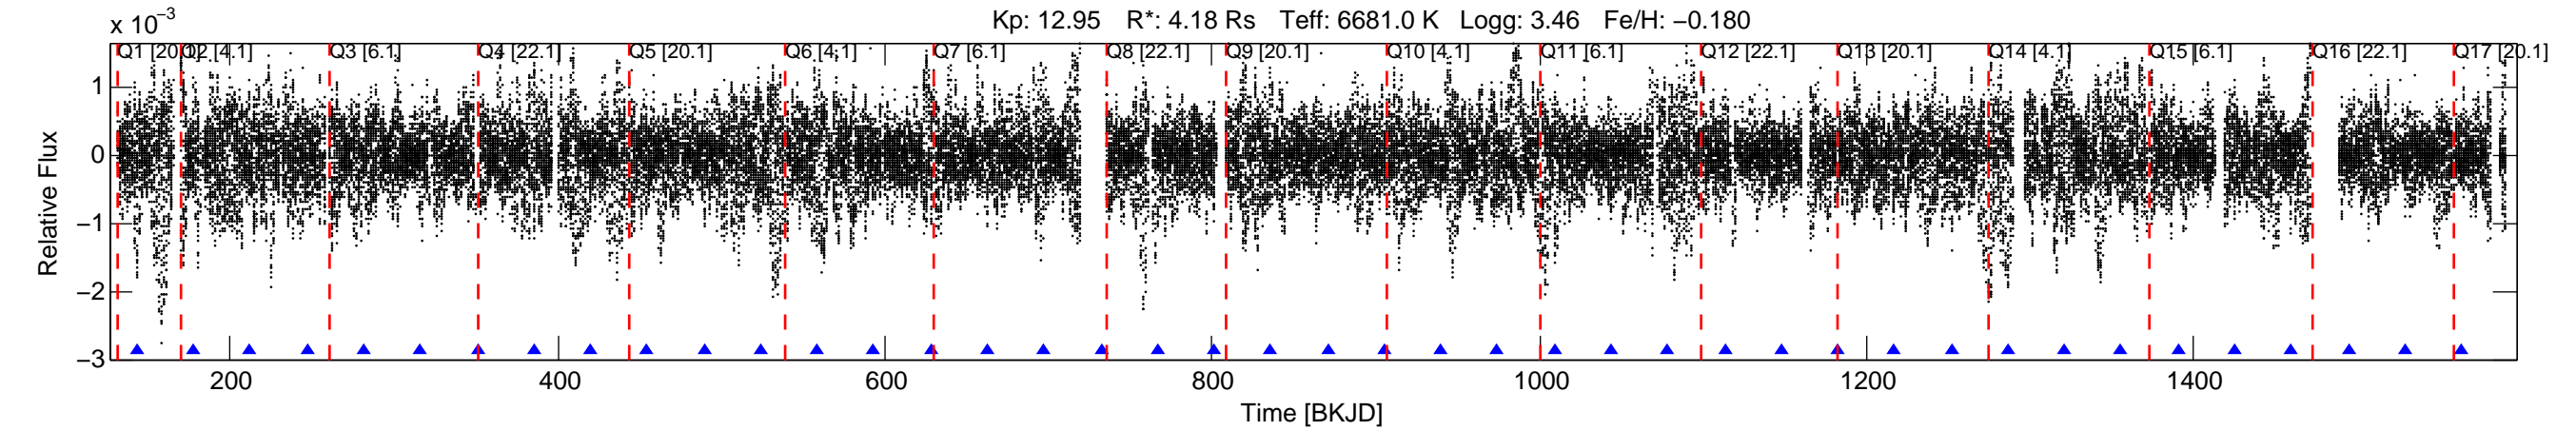 x 10−3
Kp: 12.95 R*: 4.18 Rs Teff: 6681.0 K Logg: 3.46 Fe/H: −0.180
Q1 [20.1] Q2 [4.1] Q3 [6.1] Q4 [22.1] Q5 [20.1] Q6 [4.1] Q7 [6.1] Q8 [22.1] Q9 [20.1] Q10 [4.1] Q11 [6.1] Q12 [22.1] Q13 [20.1] Q14 [4.1] Q15 [6.1] Q16 [22.1] Q17 [20.1]
1
0
−1
−2
−3
Relative Flux
200 400 600 800 1000 1200 1400
Time [BKJD]